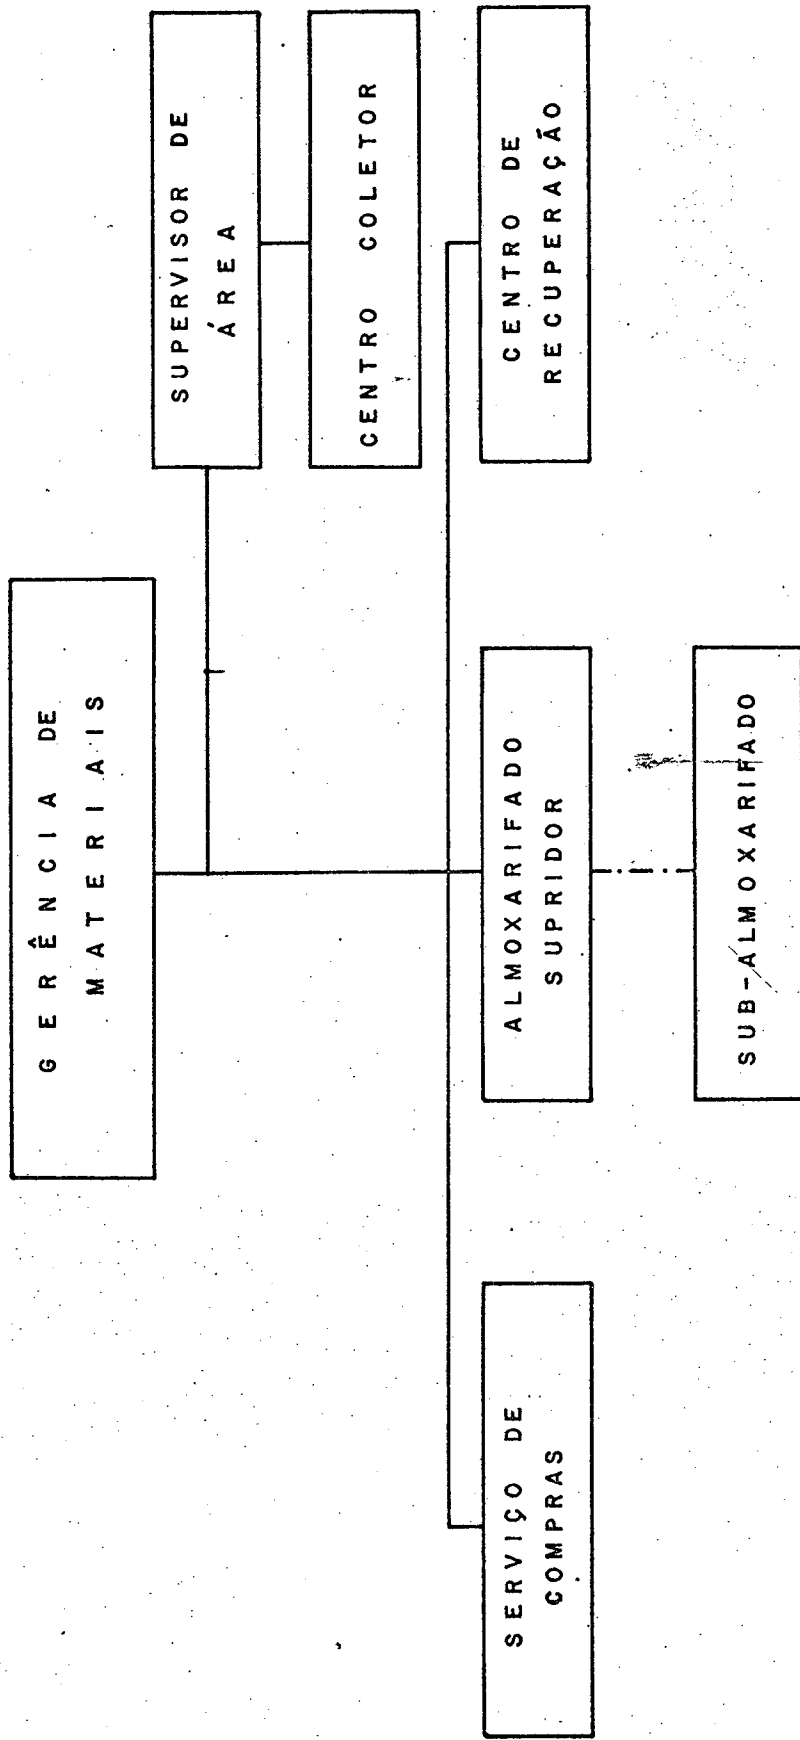 GERÊNCIA DE
MATERIAIS
SUPERVISOR DE
ÁREA
CENTRO COLETOR
SERVIÇO DE
COMPRAS
ALMOXARIFADO
SUPRIDOR
CENTRO DE
RECUPERAÇÃO
SUB-ALMOXARIFADO